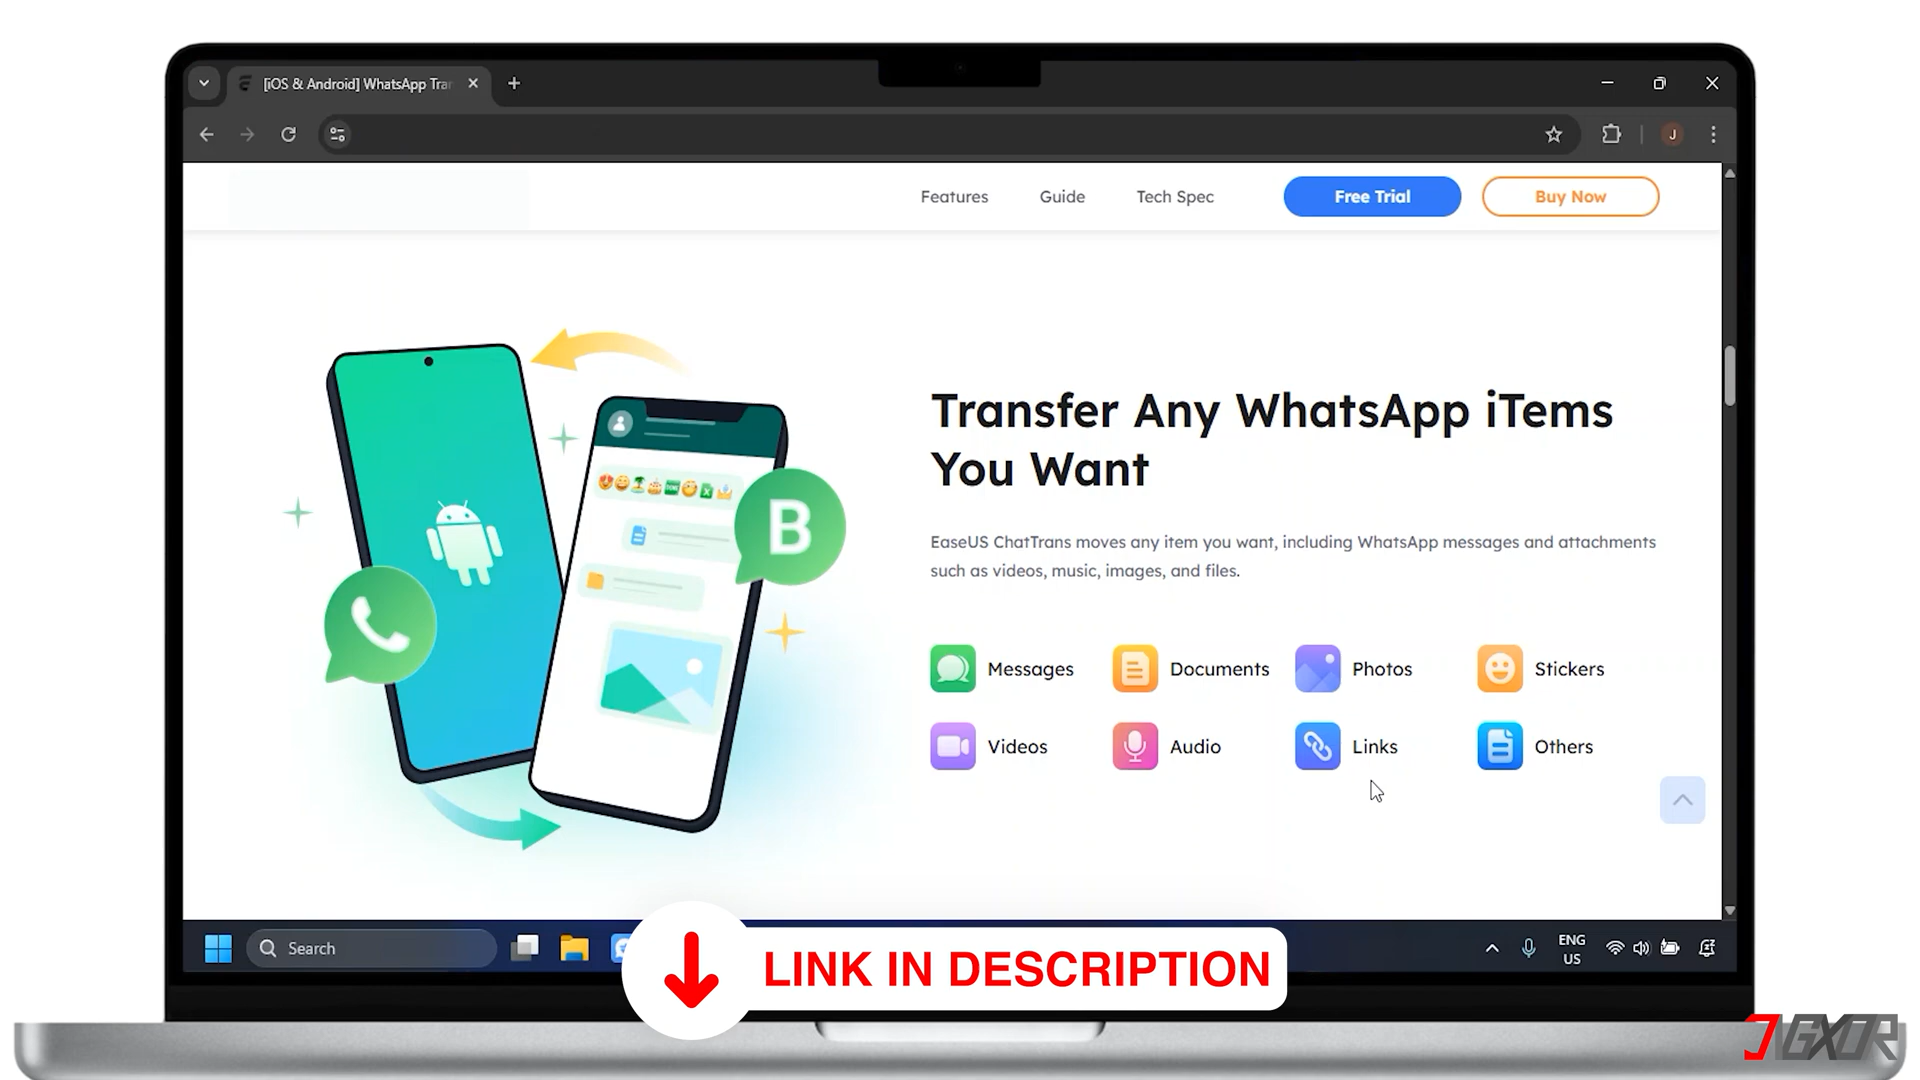 [iOS & Android] WhatsApp Tra
J
Features
Guide
Tech Spec
Free Trial
Buy Now
Transfer Any WhatsApp iTems
You Want
EaseUS ChatTrans moves any item you want, including WhatsApp messages and attachments
such as videos, music, images, and files.
B
Messages
Documents
Photos
Stickers
Videos
Audio
Links
Others
Search
ENG
US
LINK IN DESCRIPTION
JGXOR